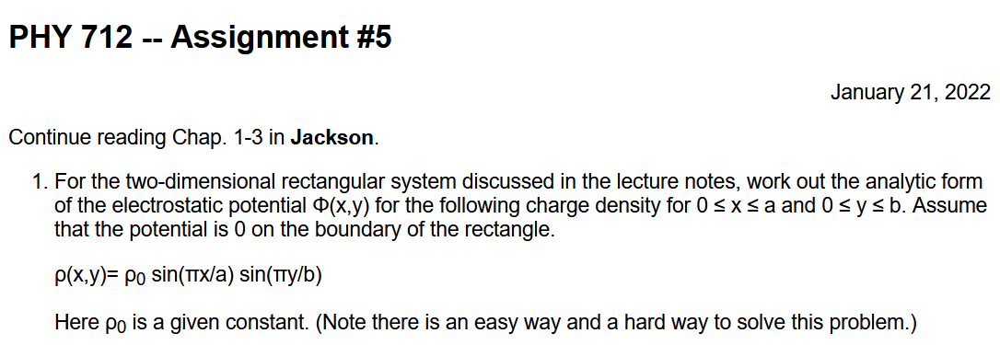 PHY 712 -- Assignment #5
January 21, 2022
Continue reading Chap. 1-3 in Jackson.
1. For the two-dimensional rectangular system discussed in the lecture notes, work out the analytic form
of the electrostatic potential Φ(x,y) for the following charge density for 0 ≤ x ≤ a and 0 ≤ y ≤ b. Assume
that the potential is 0 on the boundary of the rectangle.
ρ(x,y)= ρ₀ sin(πx/a) sin(πy/b)
Here ρ₀ is a given constant. (Note there is an easy way and a hard way to solve this problem.)